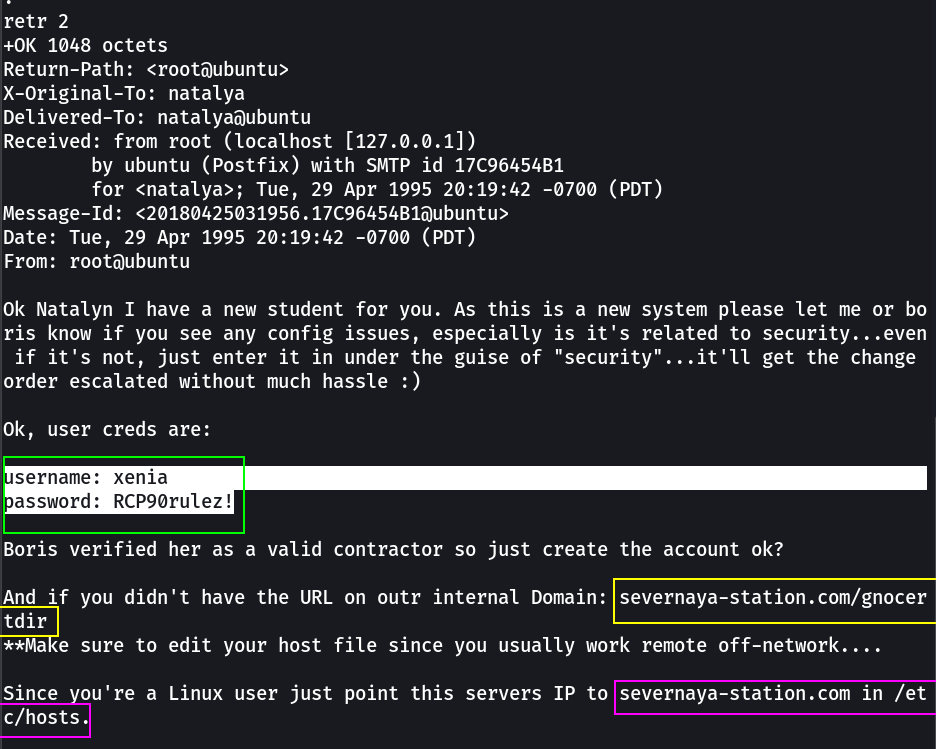 .
retr 2
+OK 1048 octets
Return-Path: <root@ubuntu>
X-Original-To: natalya
Delivered-To: natalya@ubuntu
Received: from root (localhost [127.0.0.1])
        by ubuntu (Postfix) with SMTP id 17C96454B1
        for <natalya>; Tue, 29 Apr 1995 20:19:42 -0700 (PDT)
Message-Id: <20180425031956.17C96454B1@ubuntu>
Date: Tue, 29 Apr 1995 20:19:42 -0700 (PDT)
From: root@ubuntu

Ok Natalyn I have a new student for you. As this is a new system please let me or bo
ris know if you see any config issues, especially is it's related to security...even
 if it's not, just enter it in under the guise of "security"...it'll get the change
order escalated without much hassle :)

Ok, user creds are:

username: xenia
password: RCP90rulez!

Boris verified her as a valid contractor so just create the account ok?

And if you didn't have the URL on outr internal Domain: severnaya-station.com/gnocer
tdir
**Make sure to edit your host file since you usually work remote off-network....

Since you're a Linux user just point this servers IP to severnaya-station.com in /et
c/hosts.